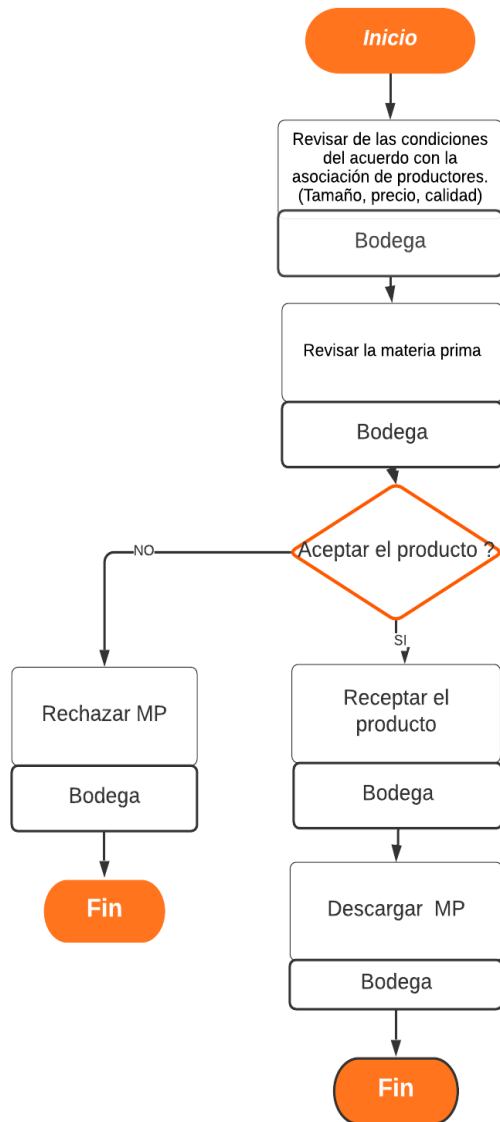 Inicio
Revisar de las condiciones
del acuerdo con la
asociación de productores.
(Tamaño, precio, calidad)
Bodega
Revisar la materia prima
Bodega
Aceptar el producto ?
NO
SI
Rechazar MP
Bodega
Fin
Receptar el
producto
Bodega
Descargar MP
Bodega
Fin